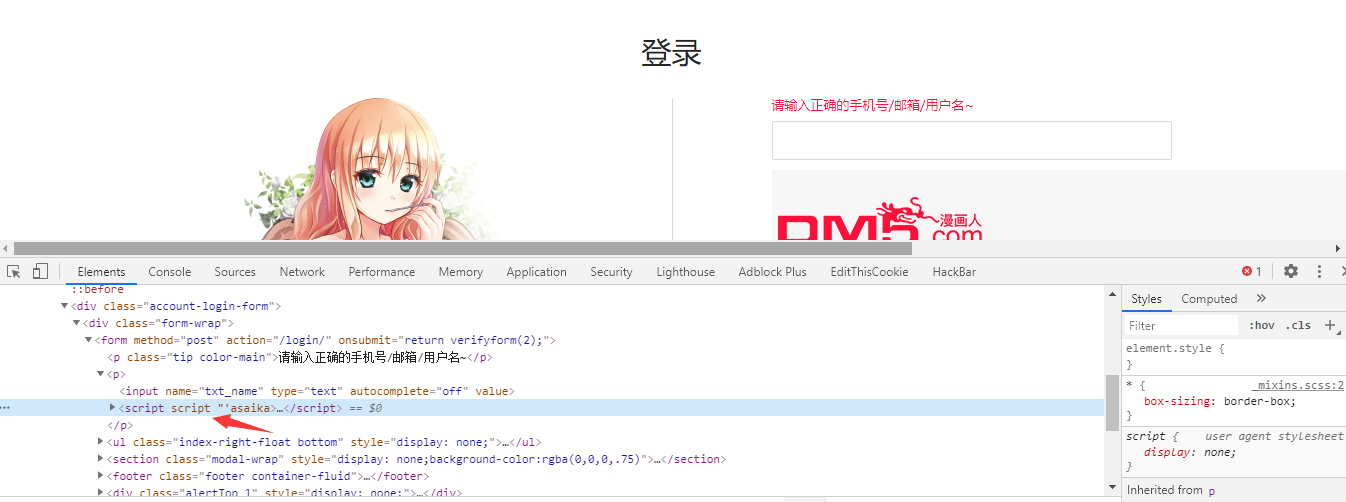 登录
请输入正确的手机号/邮箱/用户名~
DM5 漫画人
.com
Elements Console Sources Network Performance Memory Application Security Lighthouse Adblock Plus EditThisCookie HackBar 1
::before
<div class="account-login-form">
<div class="form-wrap">
<form method="post" action="/login/" onsubmit="return verifyform(2);">
<p class="tip color-main">请输入正确的手机号/邮箱/用户名~</p>
<p>
<input name="txt_name" type="text" autocomplete="off" value>
<script script "'asaika>…</script> == $0
</p>
<ul class="index-right-float bottom" style="display: none;">…</ul>
<section class="modal-wrap" style="display: none;background-color:rgba(0,0,0,.75)">…</section>
<footer class="footer container-fluid">…</footer>
<div class="alertTop_1" style="display: none;">…</div>
Styles Computed »
Filter :hov .cls +
element.style {
}
* { _mixins.scss:2
box-sizing: border-box;
}
script { user agent stylesheet
display: none;
}
Inherited from p